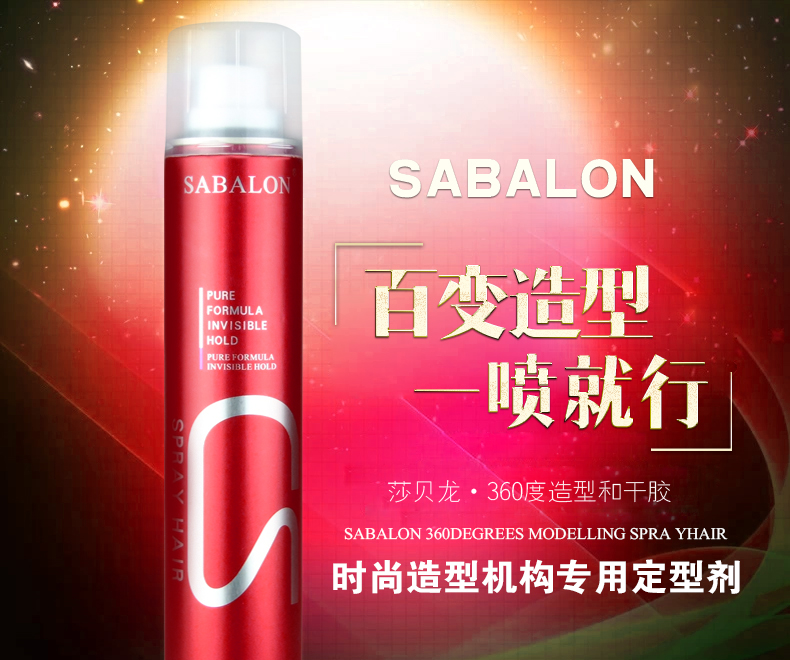 SABALON
PURE
FORMULA
INVISIBLE
HOLD
PURE FORMULA
INVISIBLE HOLD
SPRAY HAIR
SABALON
百变造型
一喷就行
莎贝龙·360度造型和干胶
SABALON 360DEGREES MODELLING SPRA YHAIR
时尚造型机构专用定型剂